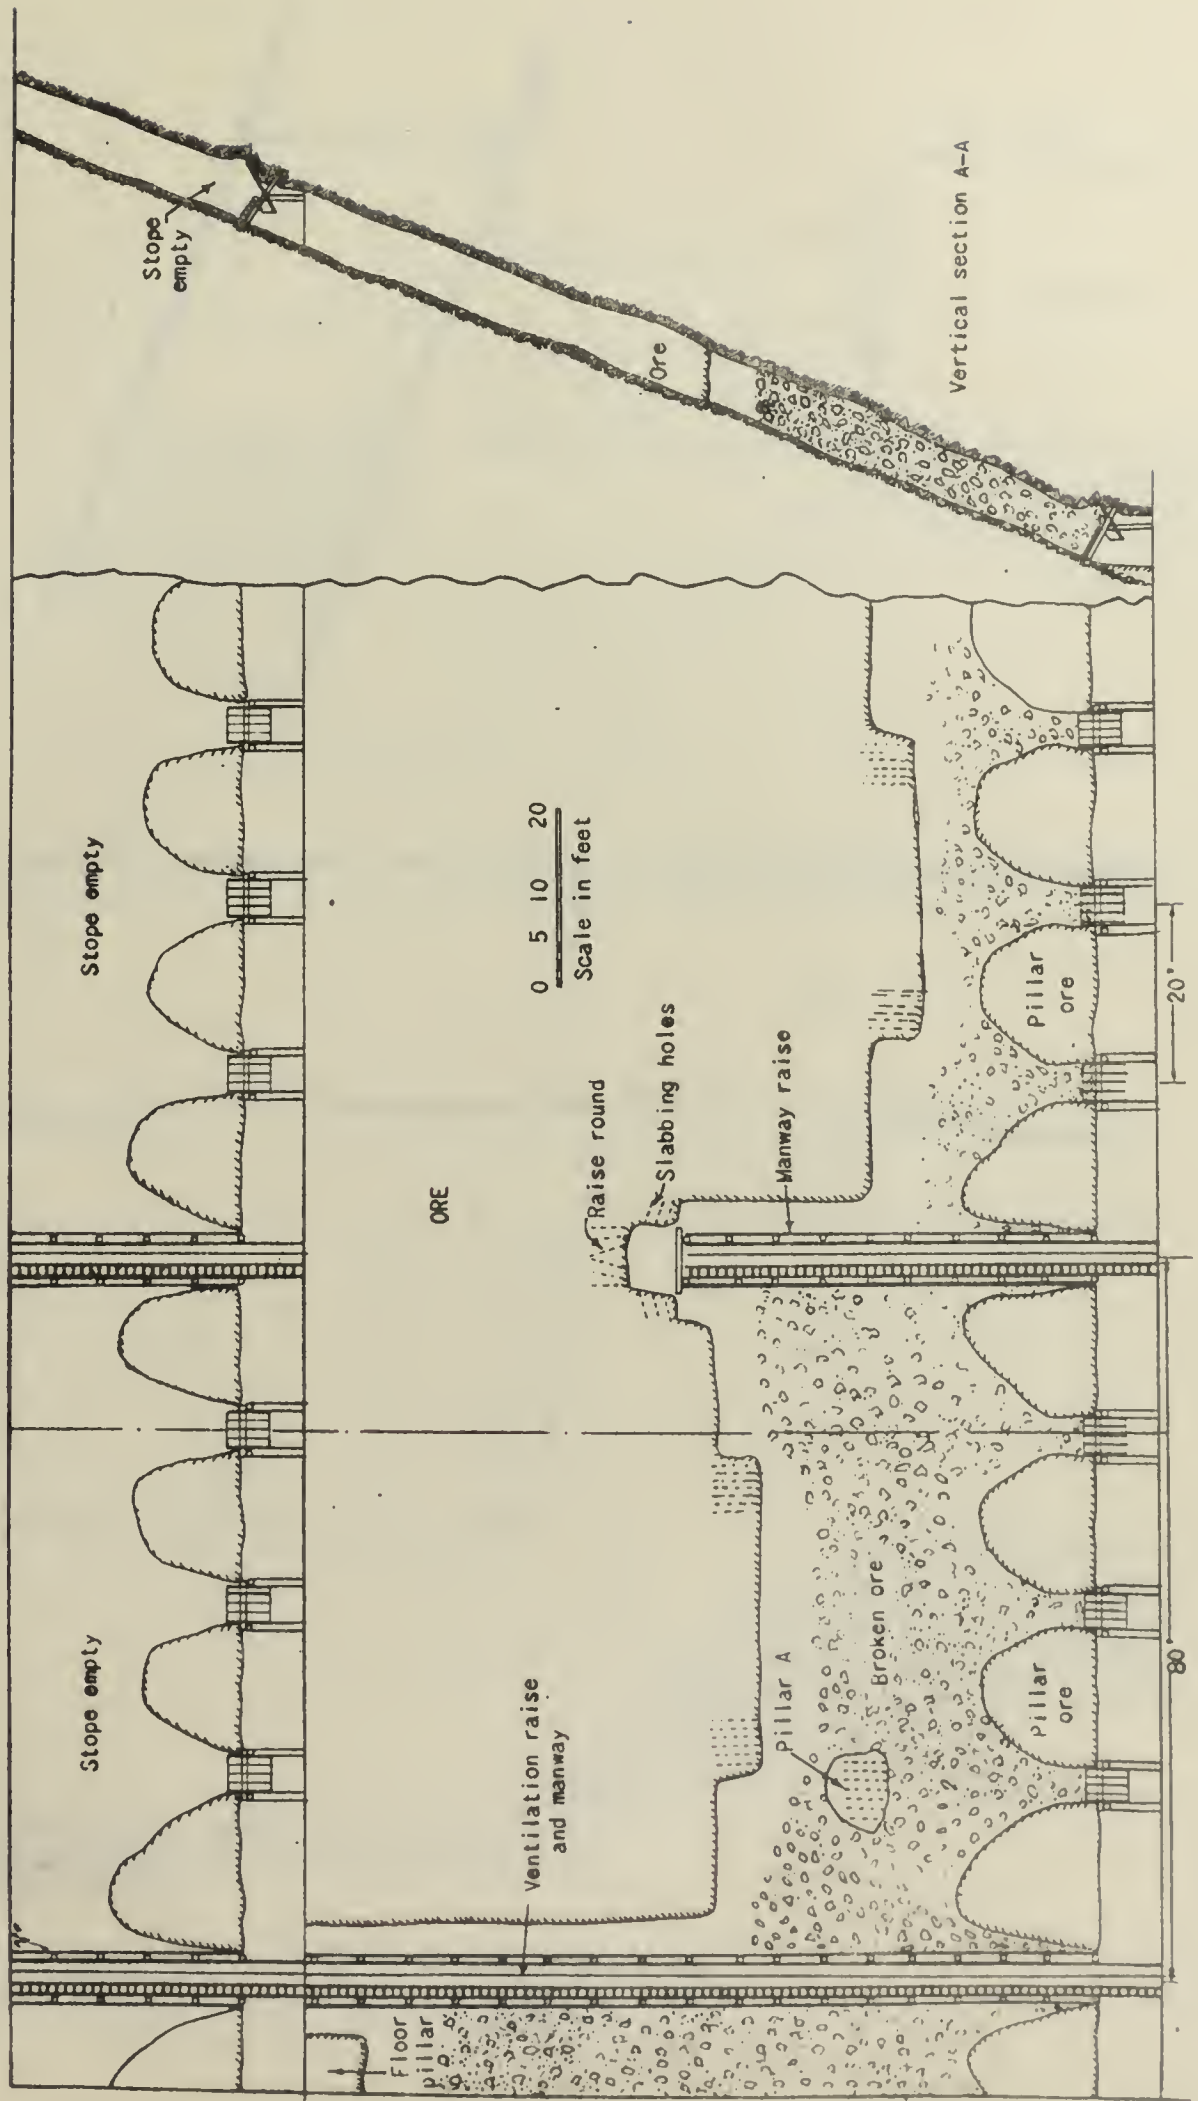 Stope empty
Stope empty
Stope
empty
ORE
0 5 10 20
Scale in feet
Raise round
Slabbing holes
Manway raise
Ventilation raise
and manway
Pillar A
Broken ore
Floor
pillar
Pillar
ore
Pillar
ore
Ore
Vertical section A-A
80
20'